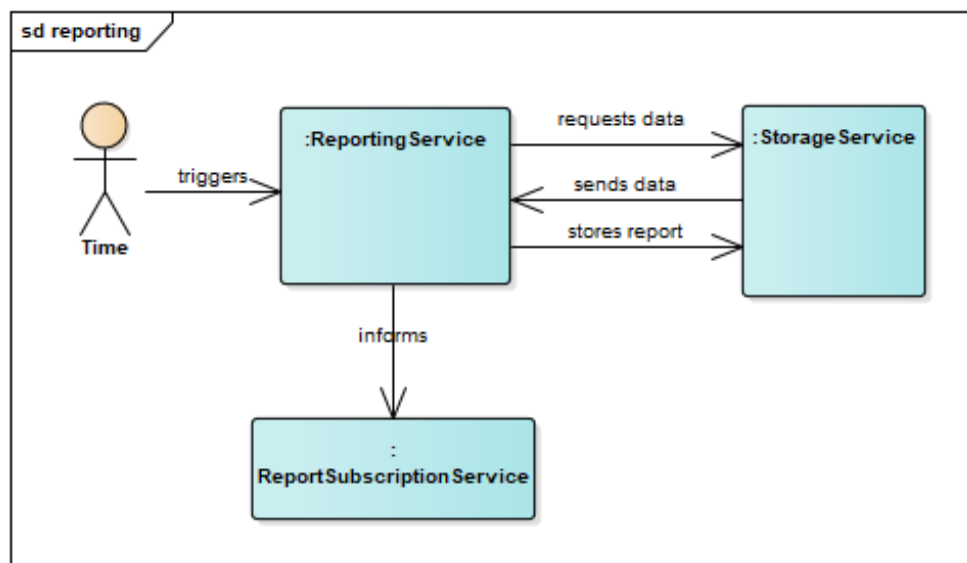 sd reporting
:ReportingService
requests data
:StorageService
triggers
sends data
stores report
Time
informs
:
ReportSubscriptionService